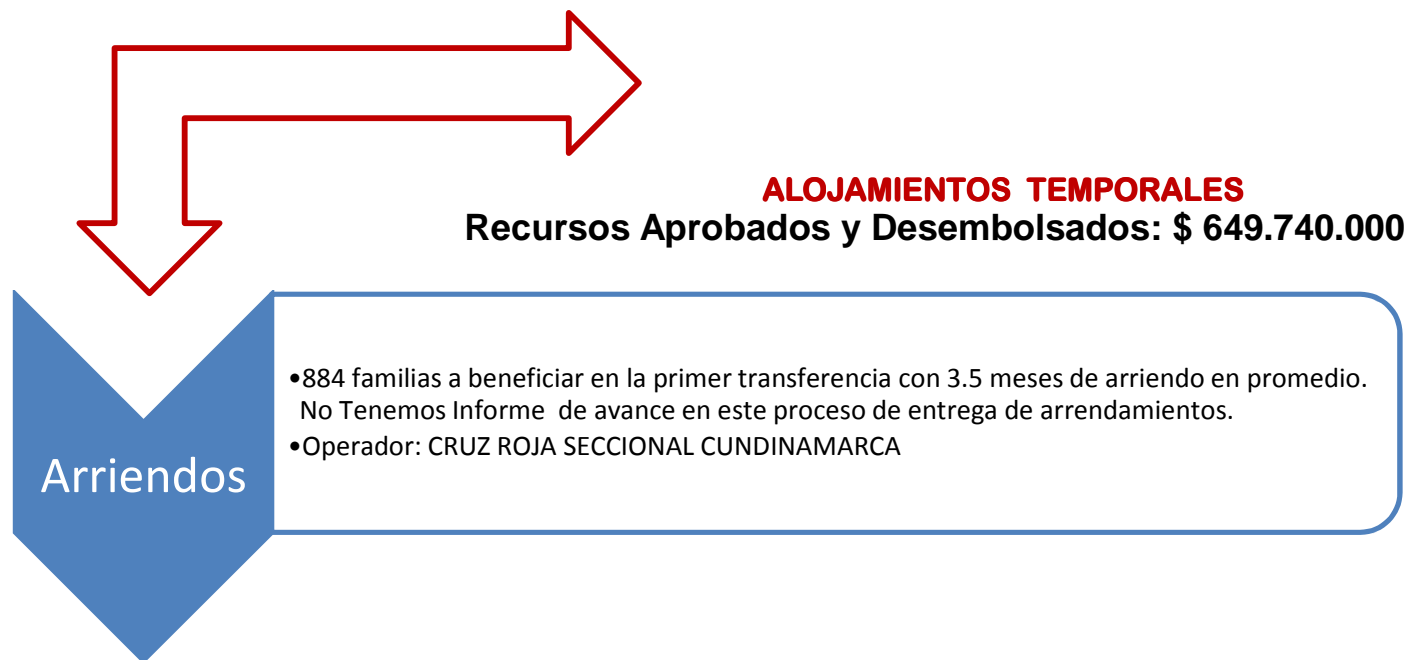 ALOJAMIENTOS TEMPORALES
Recursos Aprobados y Desembolsados: $ 649.740.000
•884 familias a beneficiar en la primer transferencia con 3.5 meses de arriendo en promedio.
No Tenemos Informe de avance en este proceso de entrega de arrendamientos.
•Operador: CRUZ ROJA SECCIONAL CUNDINAMARCA
Arriendos